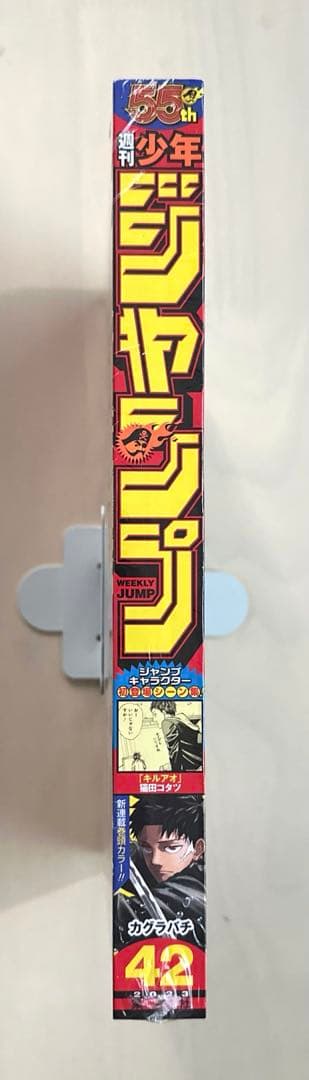 55th
週刊
少年
ジャンプ
WEEKLY
JUMP
ジャンプ
キャラクター
初登場シーン集
「キルアオ」
猫田コタツ
新連載巻頭カラー!!
カグラバチ
42
2023